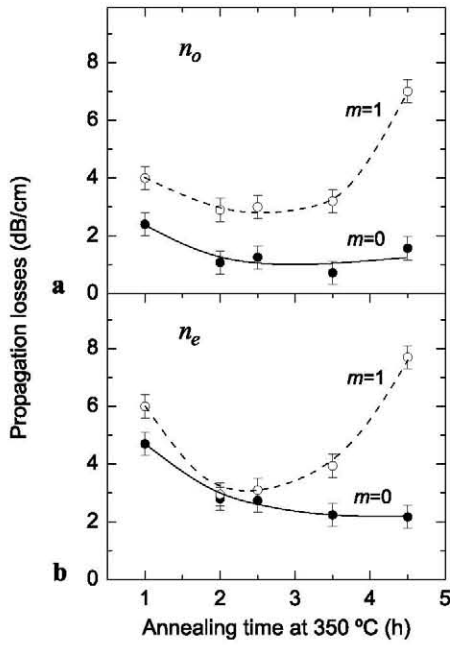 n_o
8
6
4
2
0
m=1
m=0
a
Propagation losses (dB/cm)
n_e
8
6
4
2
0
m=1
m=0
b
1 2 3 4 5
Annealing time at 350 ºC (h)